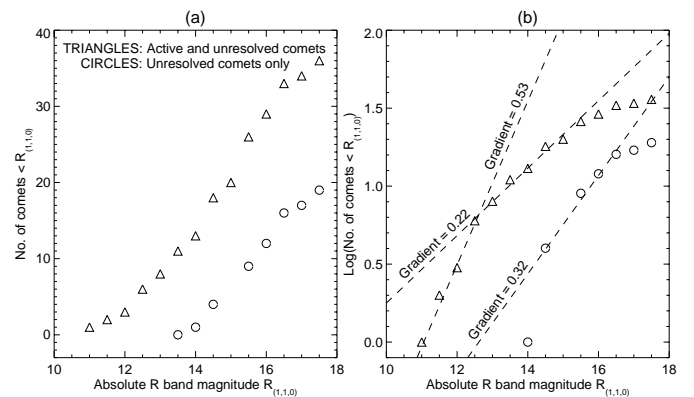 (a)
(b)
TRIANGLES: Active and unresolved comets
CIRCLES: Unresolved comets only
No. of comets < R(1,1,0)
40
30
20
10
0
10 12 14 16 18
Absolute R band magnitude R(1,1,0)
Log(No. of comets < R(1,1,0))
2.0
1.5
1.0
0.5
0.0
Gradient = 0.53
Gradient = 0.22
Gradient = 0.32
10 12 14 16 18
Absolute R band magnitude R(1,1,0)